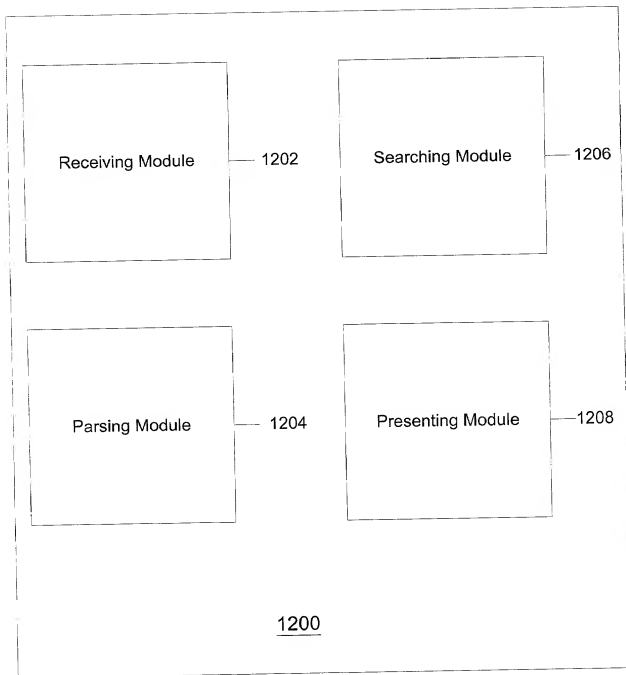 Receiving Module
1202
Searching Module
1206
Parsing Module
1204
Presenting Module
1208
1200